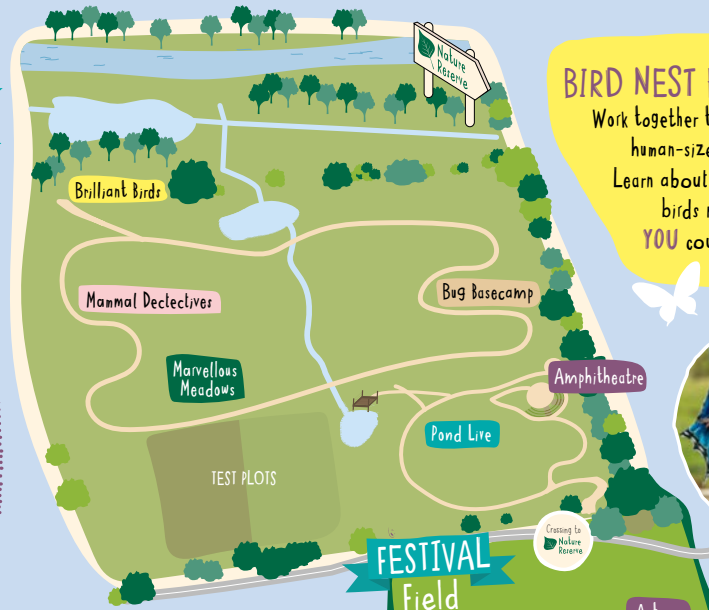 Nature
Reserve
BIRD NEST
Work together
human-size
Learn about
birds
YOU cou
Brilliant Birds
Mammal Dectectives
Bug Basecamp
Marvellous
Meadows
Amphitheatre
Pond Live
TEST PLOTS
Crossing to
Nature
Reserve
FESTIVAL
Field